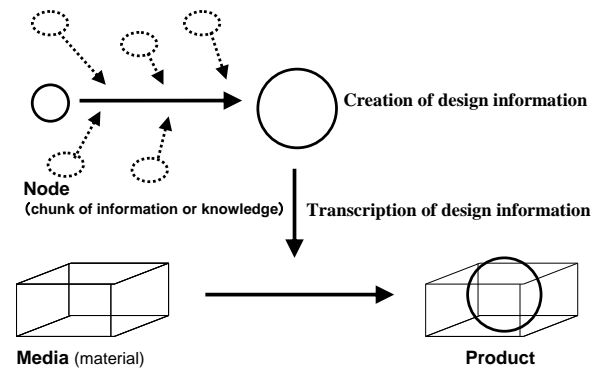 Creation of design information
Node
(chunk of information or knowledge)
Transcription of design information
Media (material)
Product